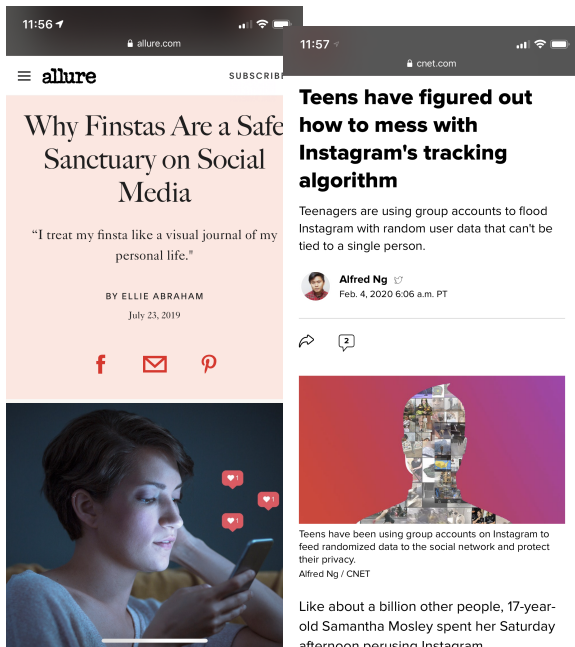 11:56
allure.com
allure
SUBSCRIB
Why Finstas Are a Safe
Sanctuary on Social
Media
“I treat my finsta like a visual journal of my
personal life."
BY ELLIE ABRAHAM
July 23, 2019
1
1
1
11:57
cnet.com
Teens have figured out
how to mess with
Instagram's tracking
algorithm
Teenagers are using group accounts to flood
Instagram with random user data that can't be
tied to a single person.
Alfred Ng
Feb. 4, 2020 6:06 a.m. PT
2
Teens have been using group accounts on Instagram to
feed randomized data to the social network and protect
their privacy.
Alfred Ng / CNET
Like about a billion other people, 17-year-
old Samantha Mosley spent her Saturday
afternoon perusing Instagram.